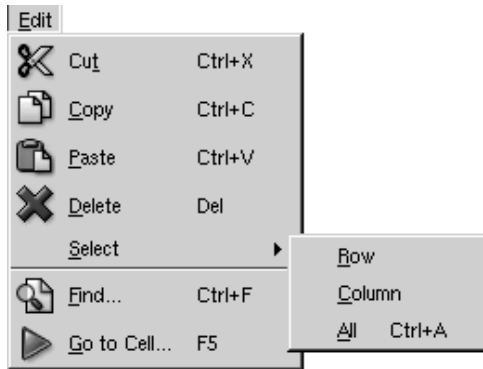 Edit
Cut Ctrl+X
Copy Ctrl+C
Paste Ctrl+V
Delete Del
Select
Row
Column
All Ctrl+A
Find... Ctrl+F
Go to Cell... F5